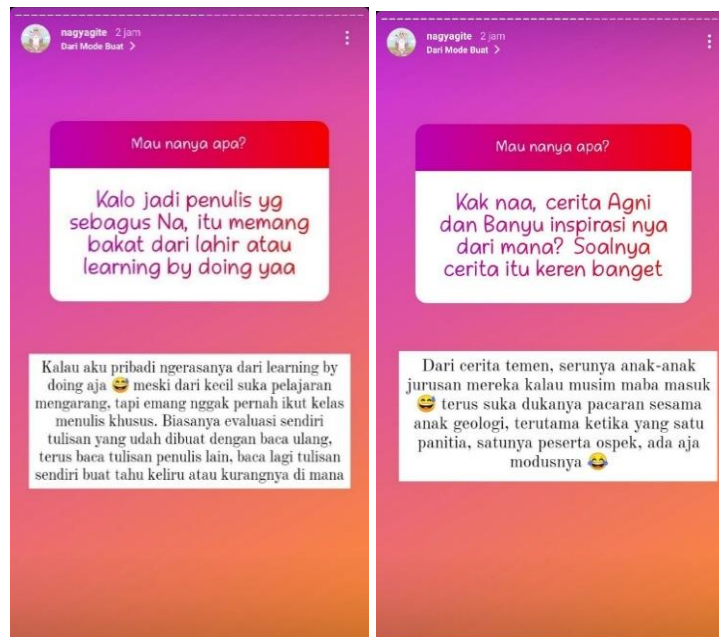 nagyagite 2 jam
Dari Mode Buat >
Mau nanya apa?
Kalo jadi penulis yg
sebagus Na, itu memang
bakat dari lahir atau
learning by doing yaa
Kalau aku pribadi ngerasanya dari learning by
doing aja 😅 meski dari kecil suka pelajaran
mengarang, tapi emang nggak pernah ikut kelas
menulis khusus. Biasanya evaluasi sendiri
tulisan yang udah dibuat dengan baca ulang,
terus baca tulisan penulis lain, baca lagi tulisan
sendiri buat tahu keliru atau kurangnya di mana
nagyagite 2 jam
Dari Mode Buat >
Mau nanya apa?
Kak naa, cerita Agni
dan Banyu inspirasi nya
dari mana? Soalnya
cerita itu keren banget
Dari cerita temen, serunya anak-anak
jurusan mereka kalau musim maba masuk
😅 terus suka dukanya pacaran sesama
anak geologi, terutama ketika yang satu
panitia, satunya peserta ospek, ada aja
modusnya 😂